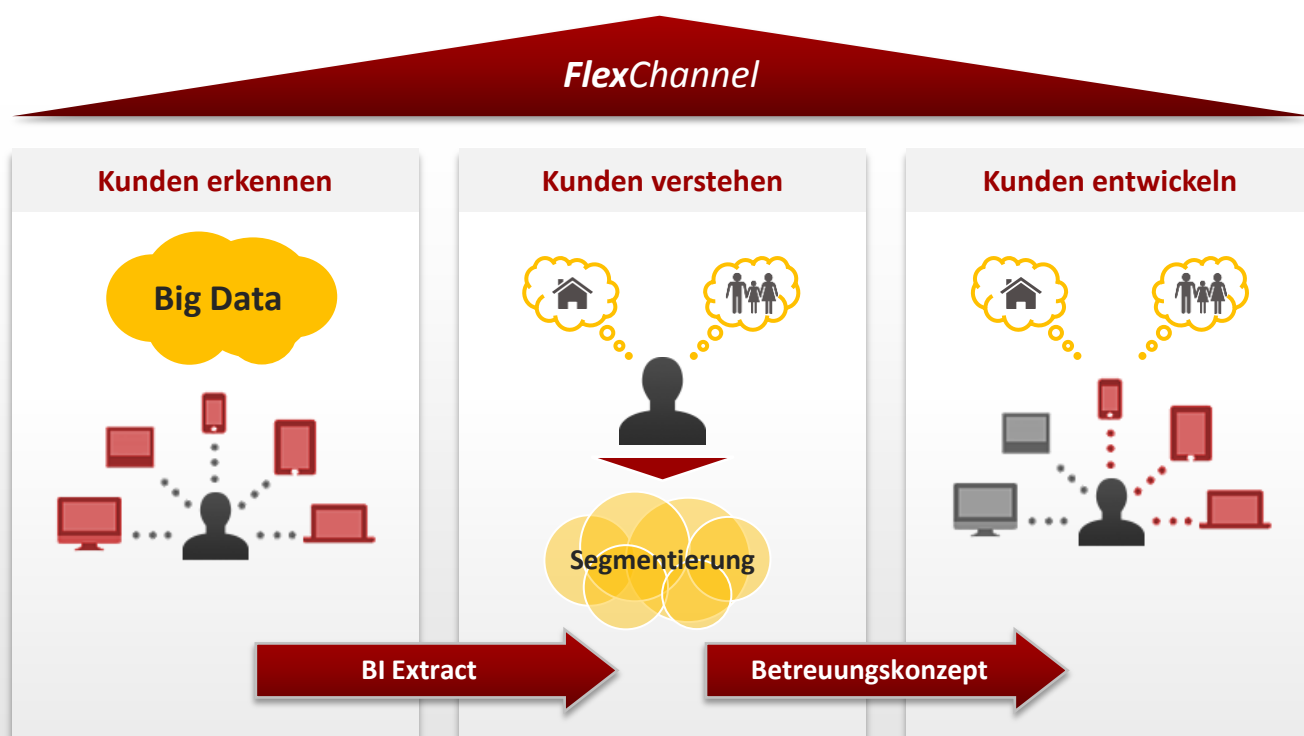 FlexChannel
Kunden erkennen
Kunden verstehen
Kunden entwickeln
Big Data
Segmentierung
BI Extract
Betreuungskonzept